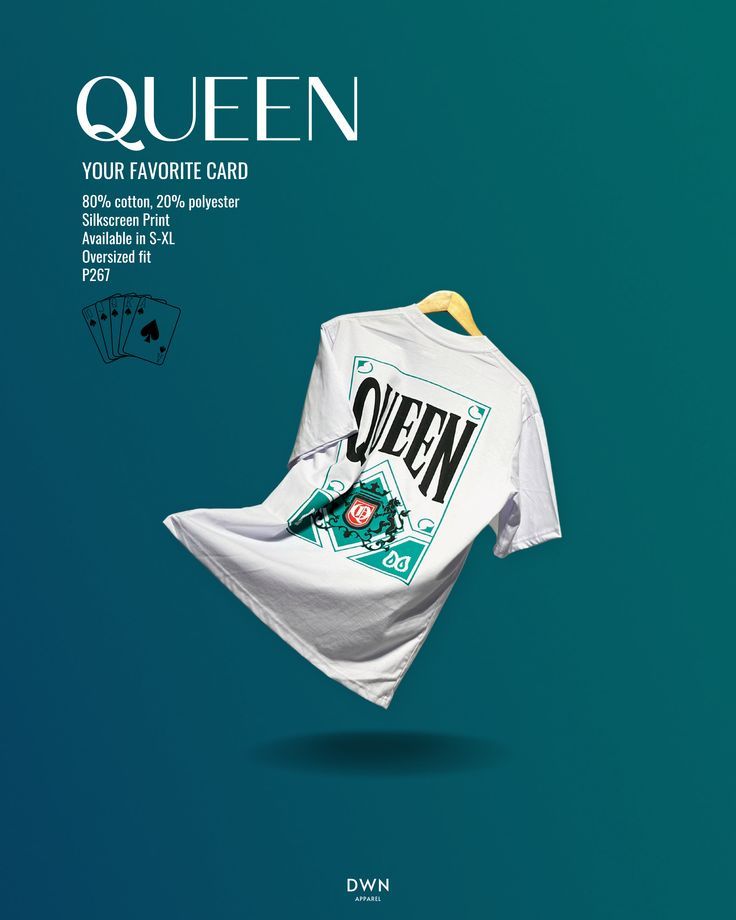 QUEEN
YOUR FAVORITE CARD
80% cotton, 20% polyester
Silkscreen Print
Available in S-XL
Oversized fit
P267
QUEEN
Q
DWN
APPAREL